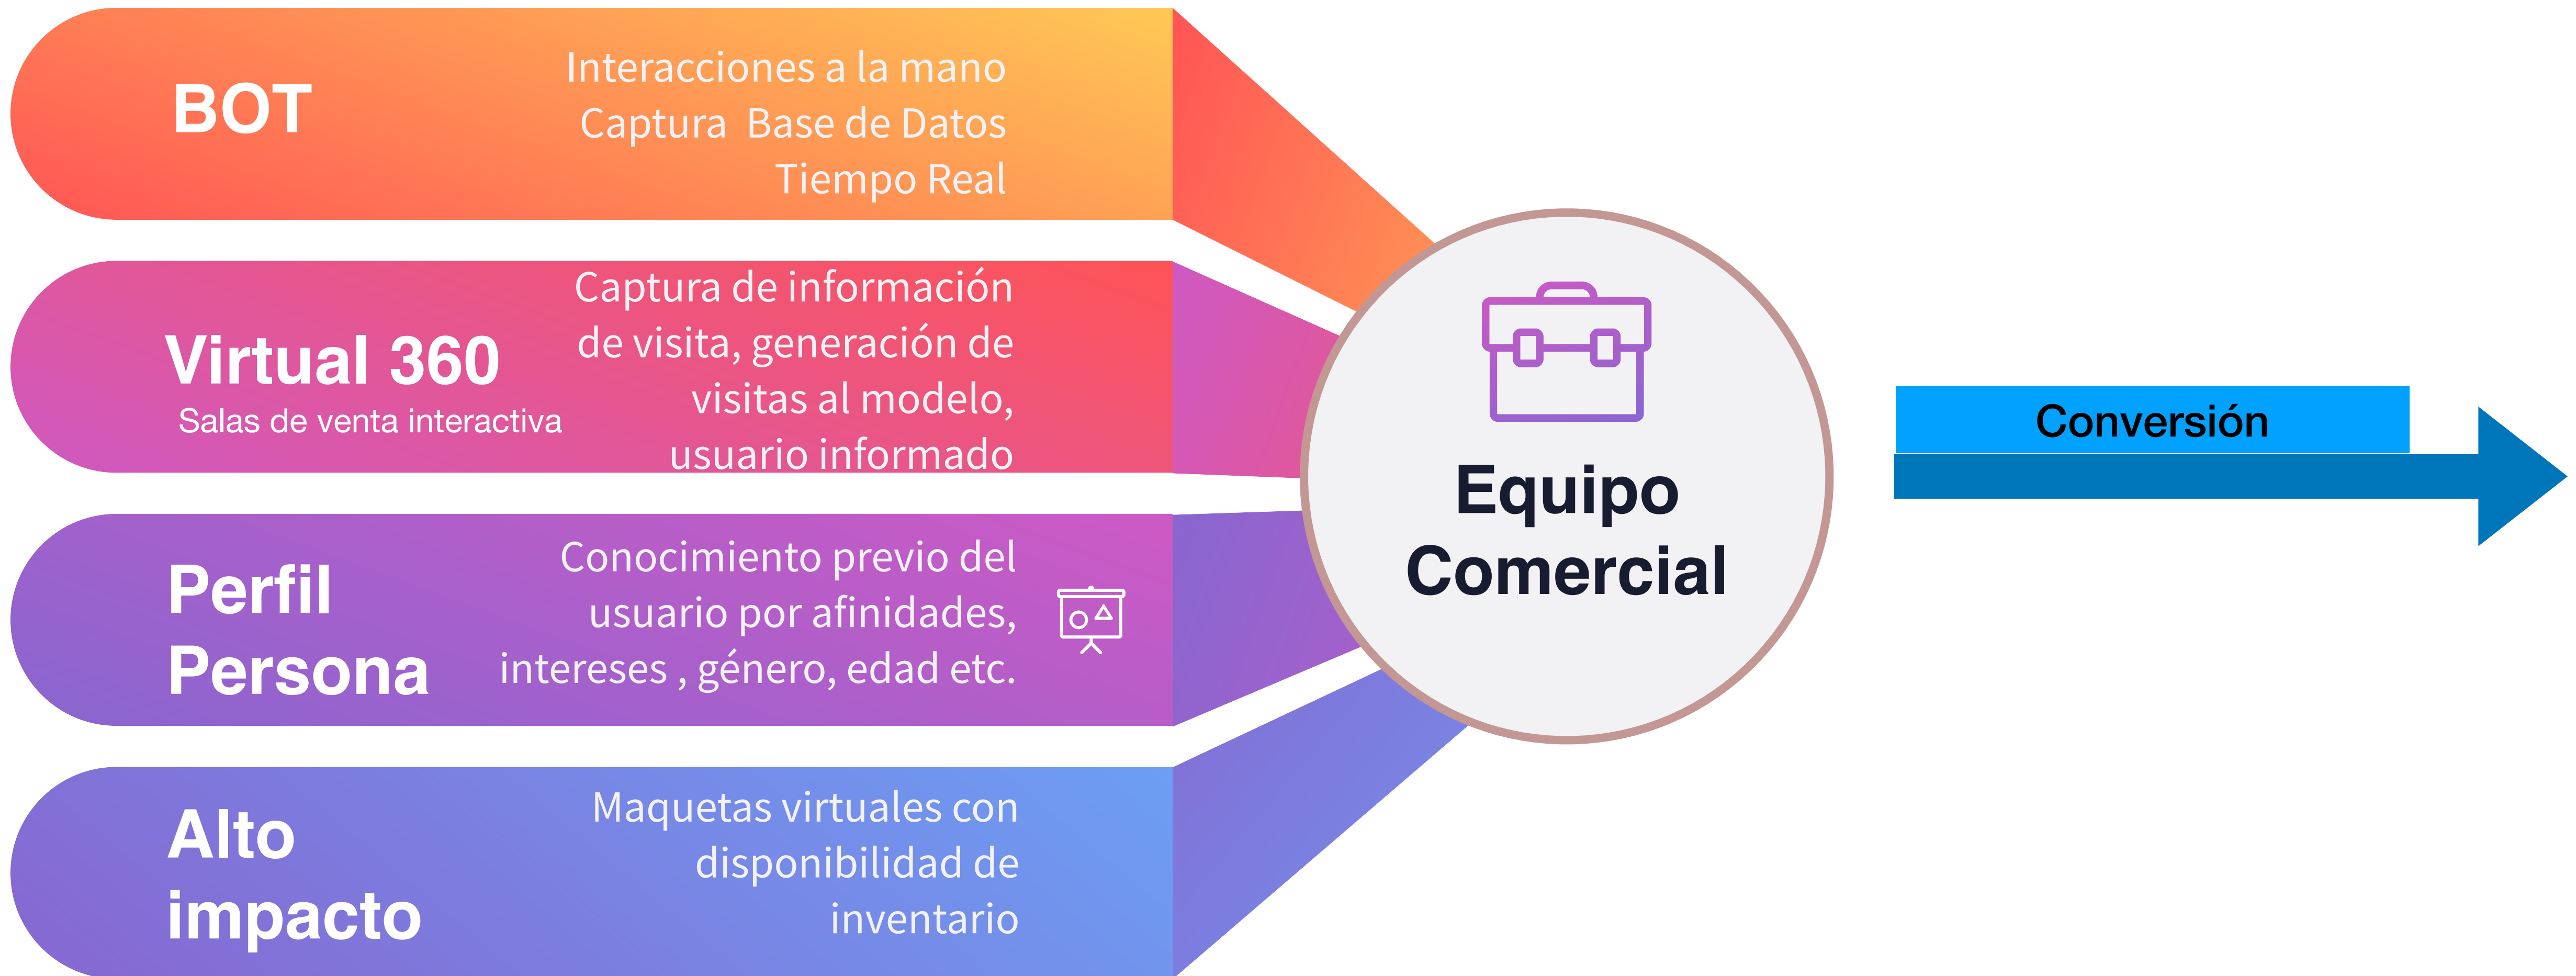 BOT
Interacciones a la mano
Captura  Base de Datos
Tiempo Real
Virtual 360
Salas de venta interactiva
Captura de información
de visita, generación de
visitas al modelo,
usuario informado
Perfil
Persona
Conocimiento previo del
usuario por afinidades,
intereses , género, edad etc.
Alto
impacto
Maquetas virtuales con
disponibilidad de
inventario
Equipo
Comercial
Conversión